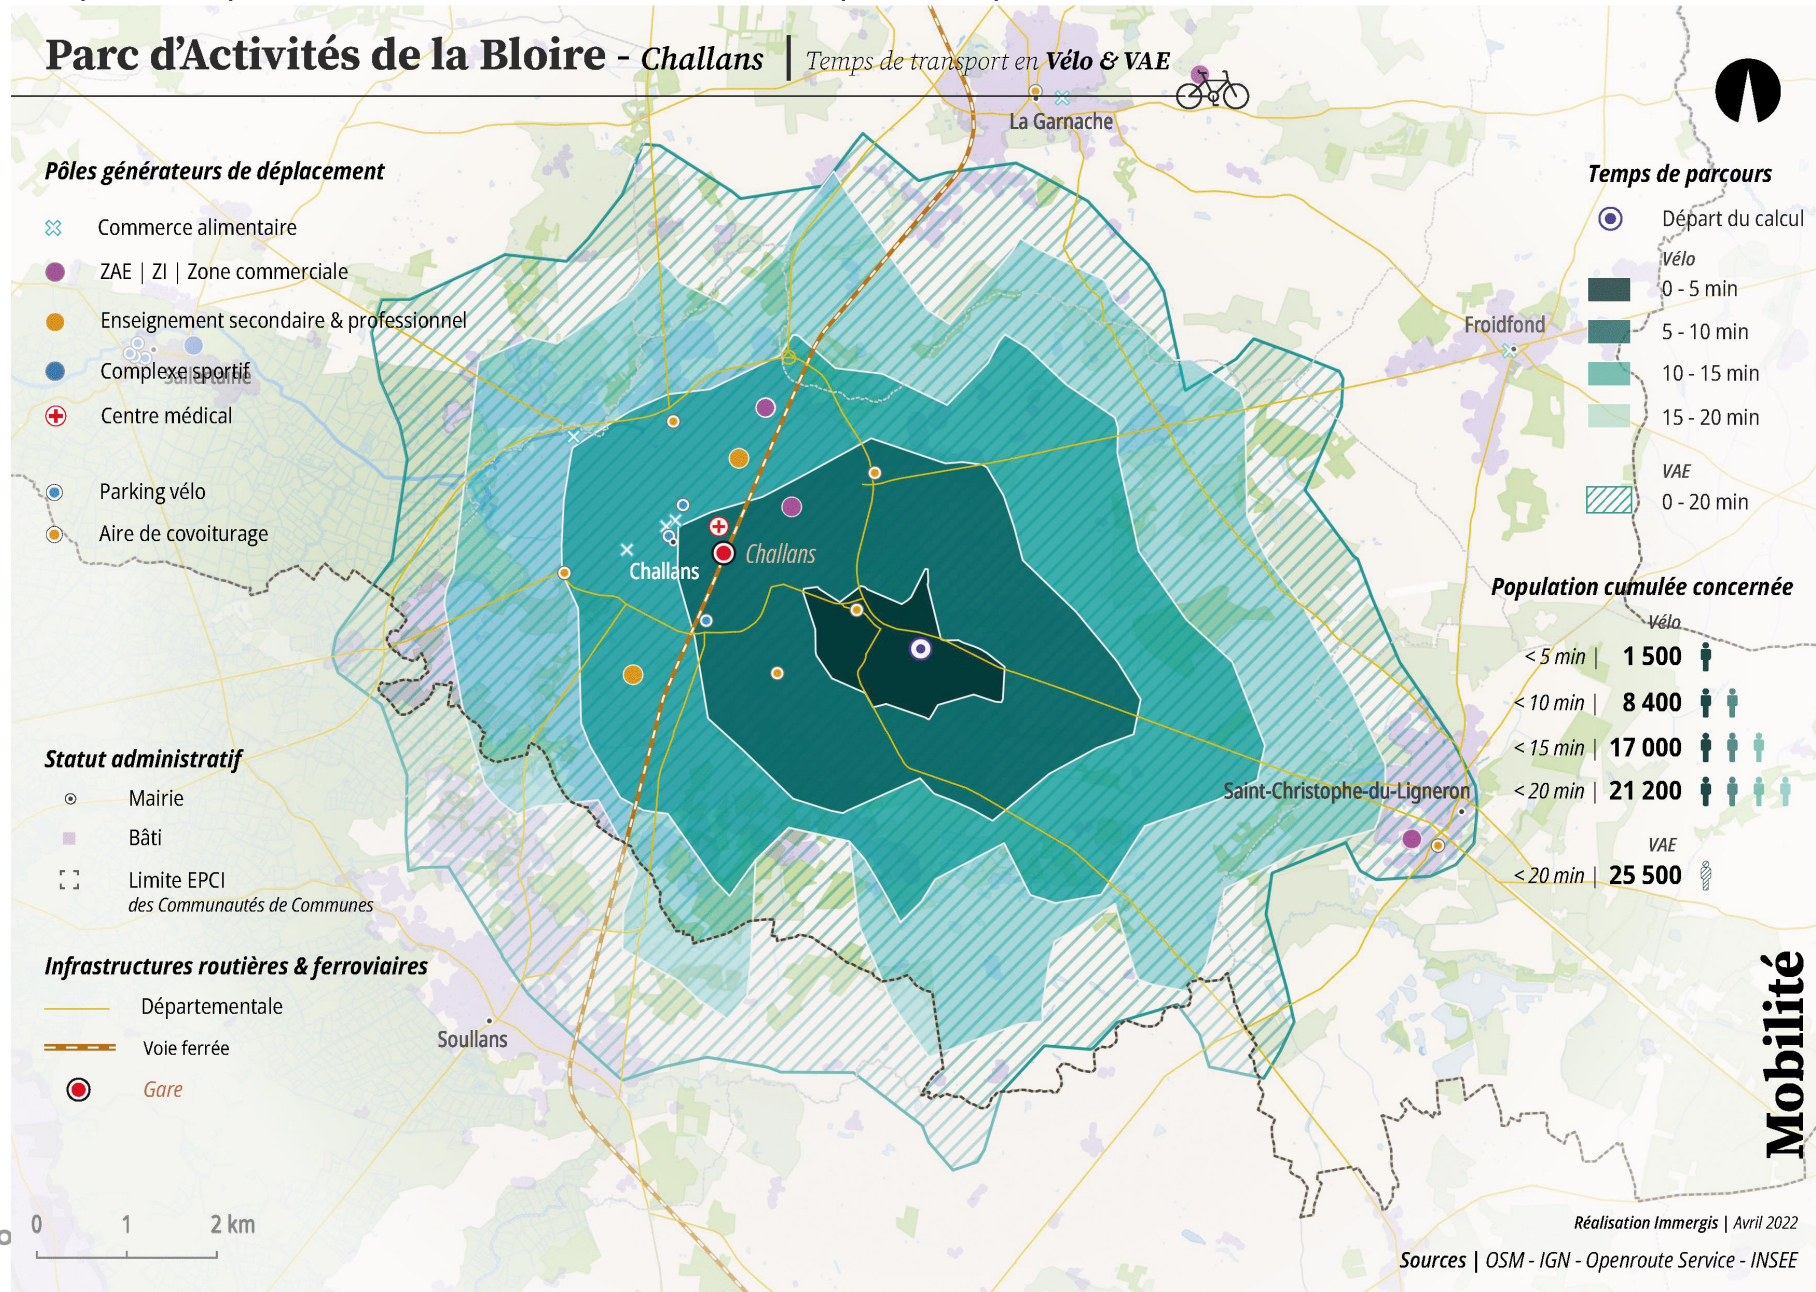 Parc d’Activités de la Bloire - Challans | Temps de transport en Vélo & VAE
Pôles générateurs de déplacement
Commerce alimentaire
ZAE | ZI | Zone commerciale
Enseignement secondaire & professionnel
Complexe sportif
Centre médical
Parking vélo
Aire de covoiturage
Statut administratif
Mairie
Bâti
Limite EPCI
des Communautés de Communes
Infrastructures routières & ferroviaires
Départementale
Voie ferrée
Gare
0 1 2 km
La Garnache
Froidfond
Sallertaine
Challans
Challans
Saint-Christophe-du-Ligneron
Soullans
Temps de parcours
Départ du calcul
Vélo
0 - 5 min
5 - 10 min
10 - 15 min
15 - 20 min
VAE
0 - 20 min
Population cumulée concernée
Vélo
< 5 min | 1 500
< 10 min | 8 400
< 15 min | 17 000
< 20 min | 21 200
VAE
< 20 min | 25 500
Mobilité
Réalisation Immergis | Avril 2022
Sources | OSM - IGN - Openroute Service - INSEE